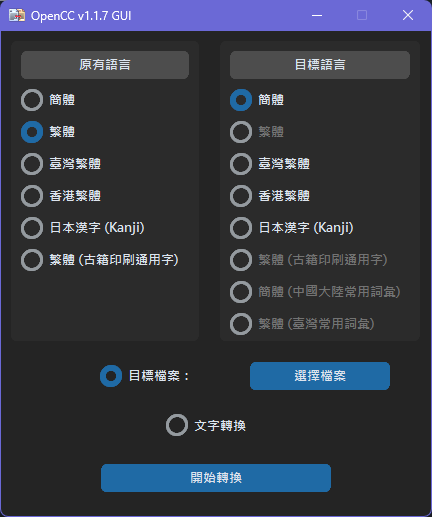 OpenCC v1.1.7 GUI
原有語言
簡體
繁體
臺灣繁體
香港繁體
日本漢字 (Kanji)
繁體 (古籍印刷通用字)
目標語言
簡體
繁體
臺灣繁體
香港繁體
日本漢字 (Kanji)
繁體 (古籍印刷通用字)
簡體 (中國大陸常用詞彙)
繁體 (臺灣常用詞彙)
目標檔案：
選擇檔案
文字轉換
開始轉換